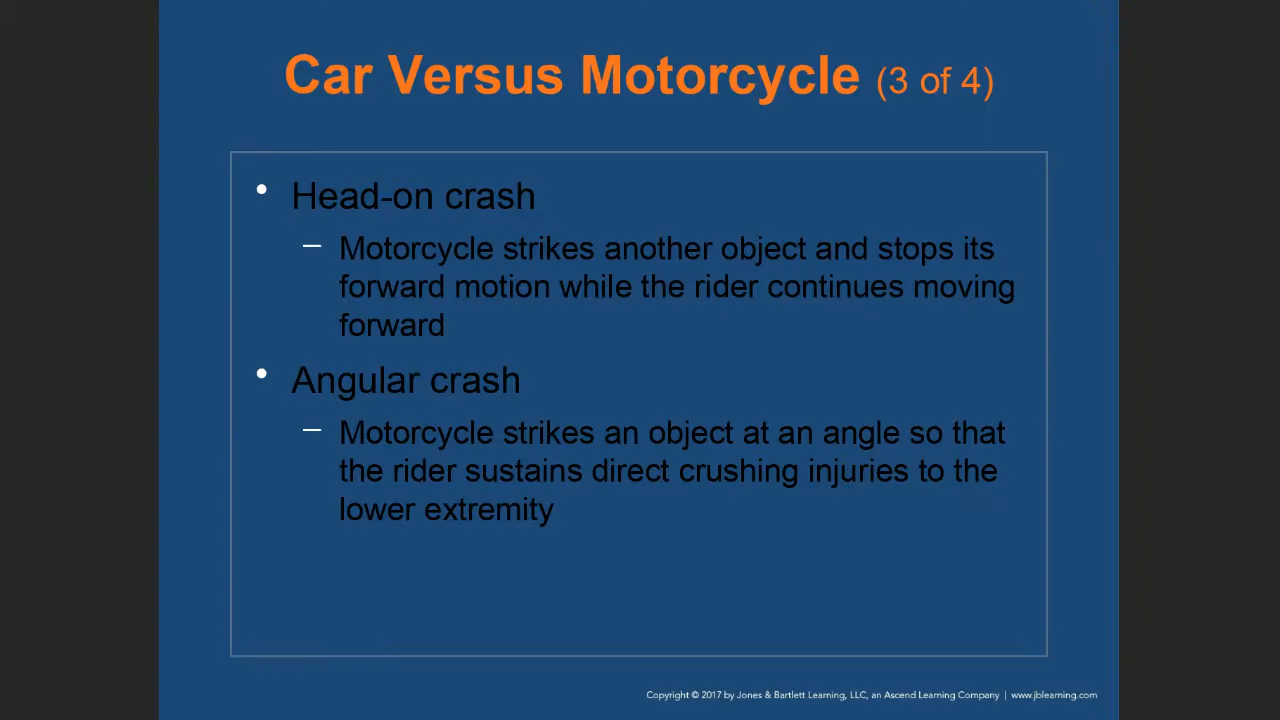 Car Versus Motorcycle (3 of 4)
• Head-on crash
– Motorcycle strikes another object and stops its
forward motion while the rider continues moving
forward
• Angular crash
– Motorcycle strikes an object at an angle so that
the rider sustains direct crushing injuries to the
lower extremity
Copyright © 2017 by Jones & Bartlett Learning, LLC, an Ascend Learning Company | www.jblearning.com